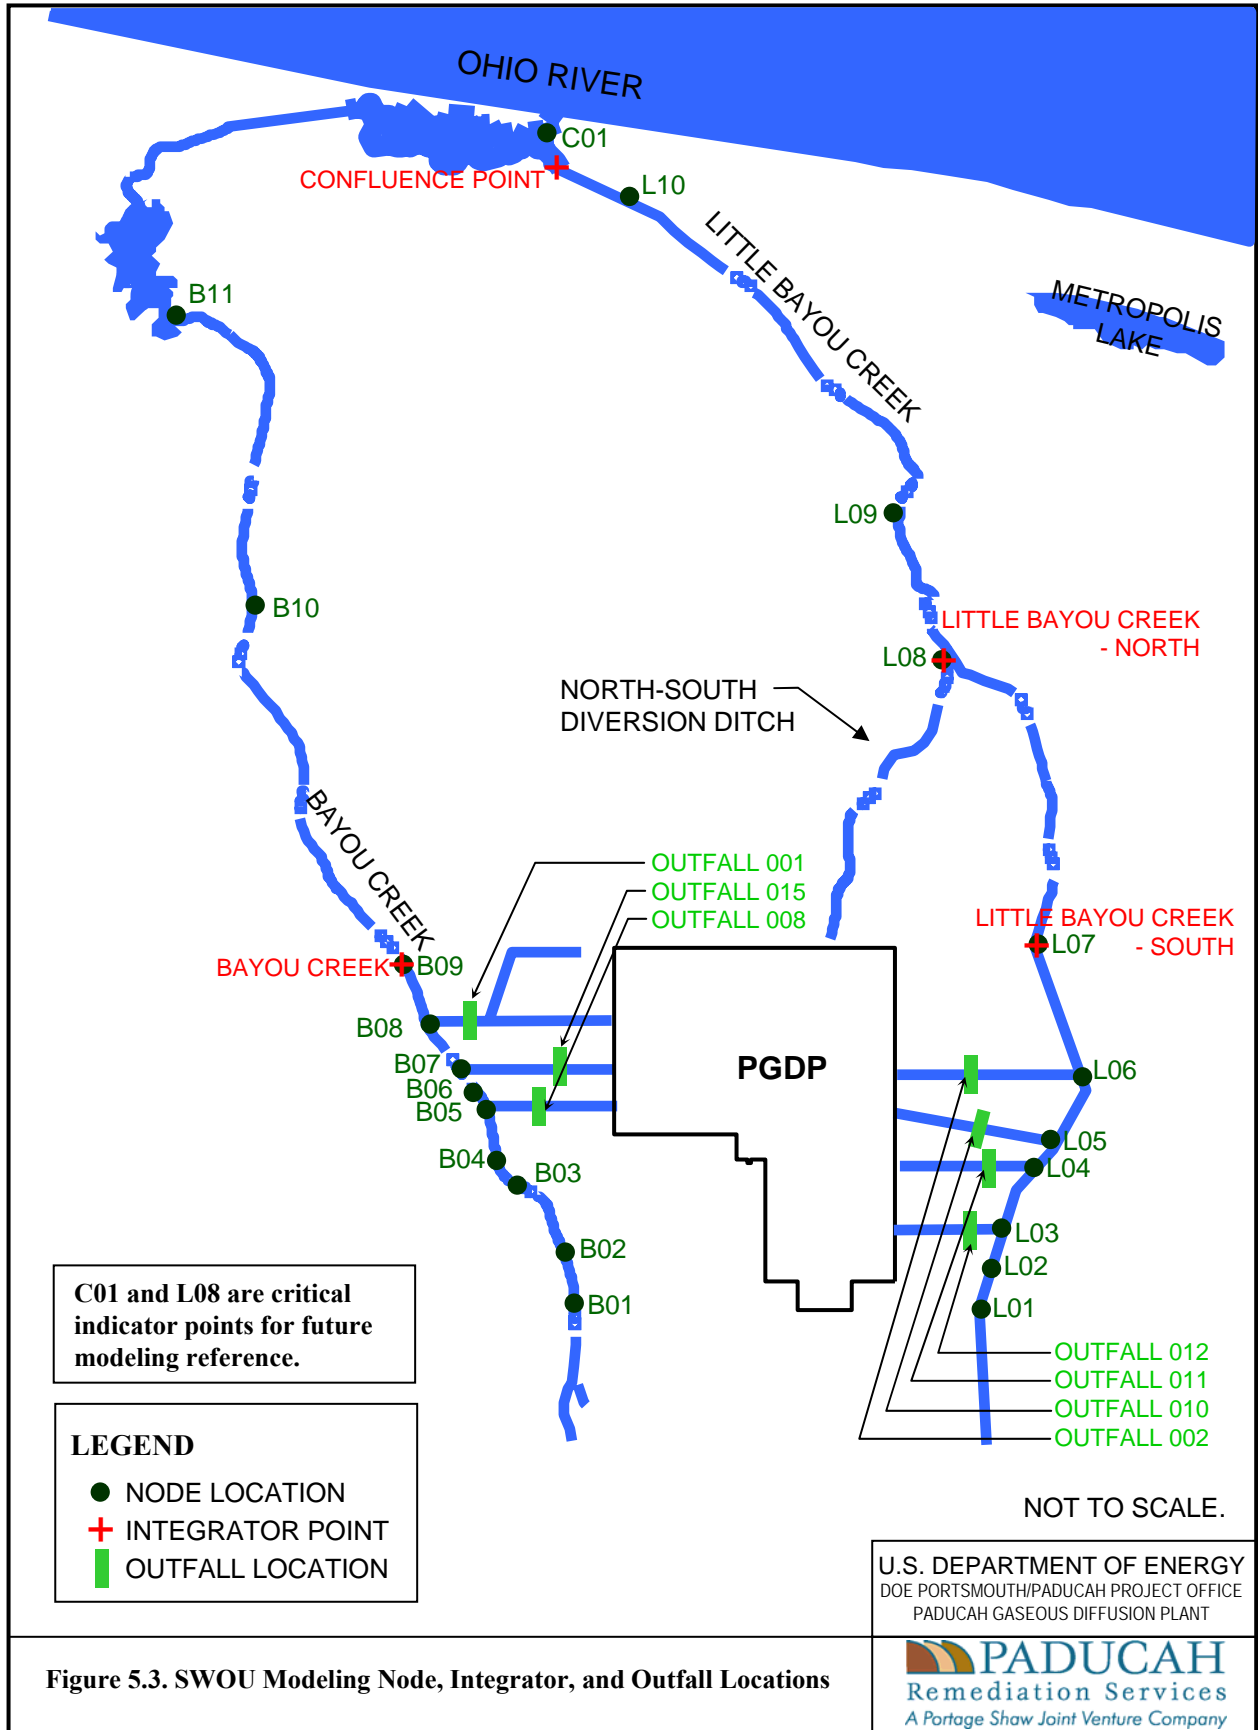 OHIO RIVER
C01
CONFLUENCE POINT
L10
LITTLE BAYOU CREEK
METROPOLIS
LAKE
B11
L09
B10
LITTLE BAYOU CREEK
- NORTH
L08
NORTH-SOUTH
DIVERSION DITCH
BAYOU CREEK
OUTFALL 001
OUTFALL 015
OUTFALL 008
LITTLE BAYOU CREEK
- SOUTH
L07
BAYOU CREEK
B09
B08
B07
B06
B05
B04
B03
B02
B01
PGDP
L06
L05
L04
L03
L02
L01
OUTFALL 012
OUTFALL 011
OUTFALL 010
OUTFALL 002
C01 and L08 are critical
indicator points for future
modeling reference.
LEGEND
NODE LOCATION
INTEGRATOR POINT
OUTFALL LOCATION
NOT TO SCALE.
U.S. DEPARTMENT OF ENERGY
DOE PORTSMOUTH/PADUCAH PROJECT OFFICE
PADUCAH GASEOUS DIFFUSION PLANT
Figure 5.3. SWOU Modeling Node, Integrator, and Outfall Locations
PADUCAH
Remediation Services
A Portage Shaw Joint Venture Company